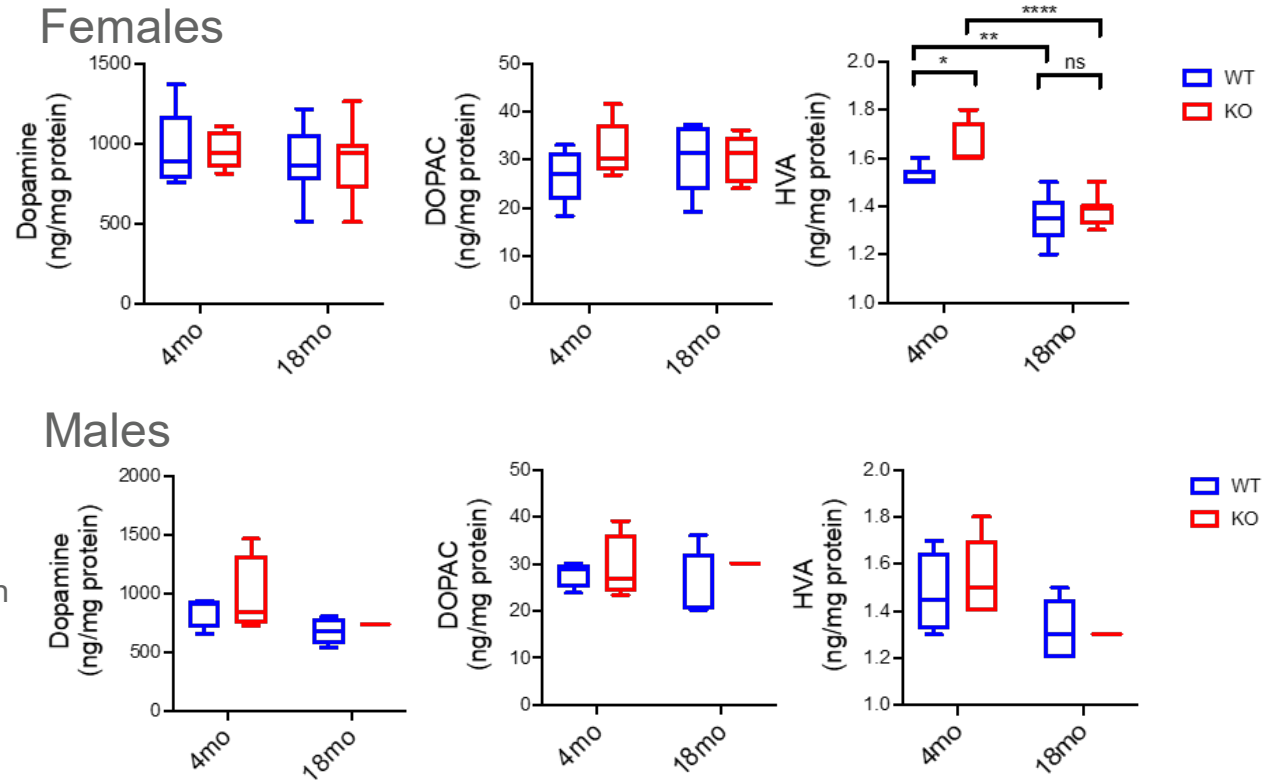 Females
Dopamine
(ng/mg protein)
1500
1000
500
0
4mo
18mo
DOPAC
(ng/mg protein)
50
40
30
20
10
0
4mo
18mo
HVA
(ng/mg protein)
2.0
1.8
1.6
1.4
1.2
1.0
4mo
18mo
****
**
*
ns
WT
KO
Males
n
Dopamine
(ng/mg protein)
2000
1500
1000
500
0
4mo
18mo
DOPAC
(ng/mg protein)
50
40
30
20
10
0
4mo
18mo
HVA
(ng/mg protein)
2.0
1.8
1.6
1.4
1.2
1.0
4mo
18mo
WT
KO